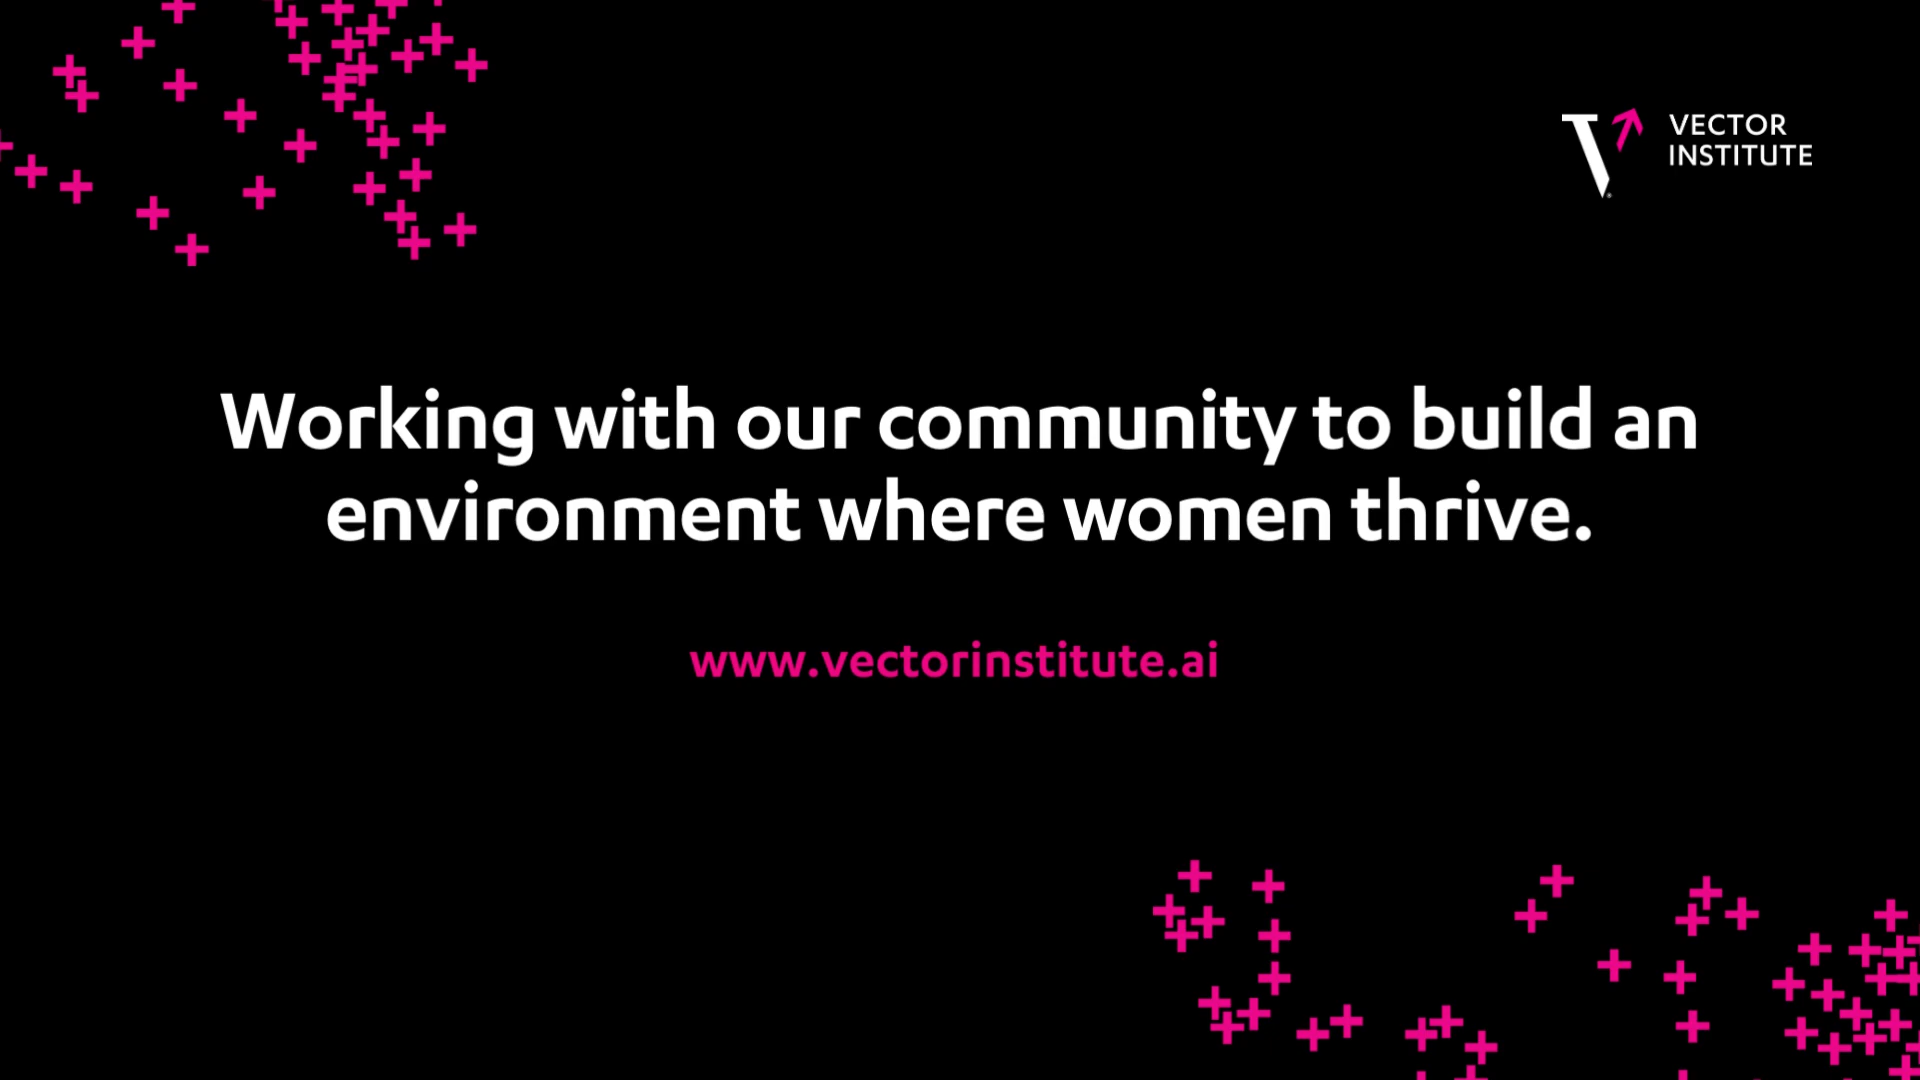 VECTOR
INSTITUTE
Working with our community to build an
environment where women thrive.
www.vectorinstitute.ai